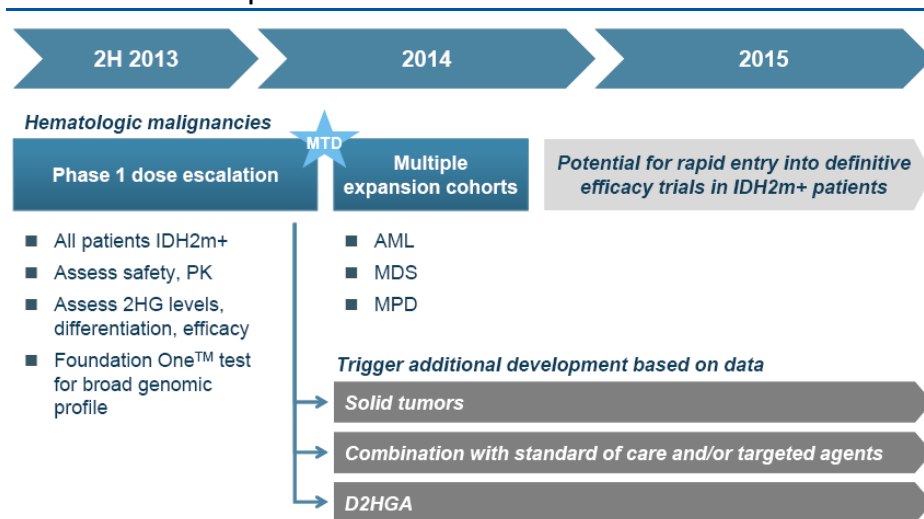 2H 2013
2014
2015
Hematologic malignancies
MTD
Phase 1 dose escalation
Multiple
expansion cohorts
Potential for rapid entry into definitive
efficacy trials in IDH2m+ patients
■ All patients IDH2m+
■ Assess safety, PK
■ Assess 2HG levels,
differentiation, efficacy
■ Foundation One™ test
for broad genomic
profile
■ AML
■ MDS
■ MPD
Trigger additional development based on data
Solid tumors
Combination with standard of care and/or targeted agents
D2HGA